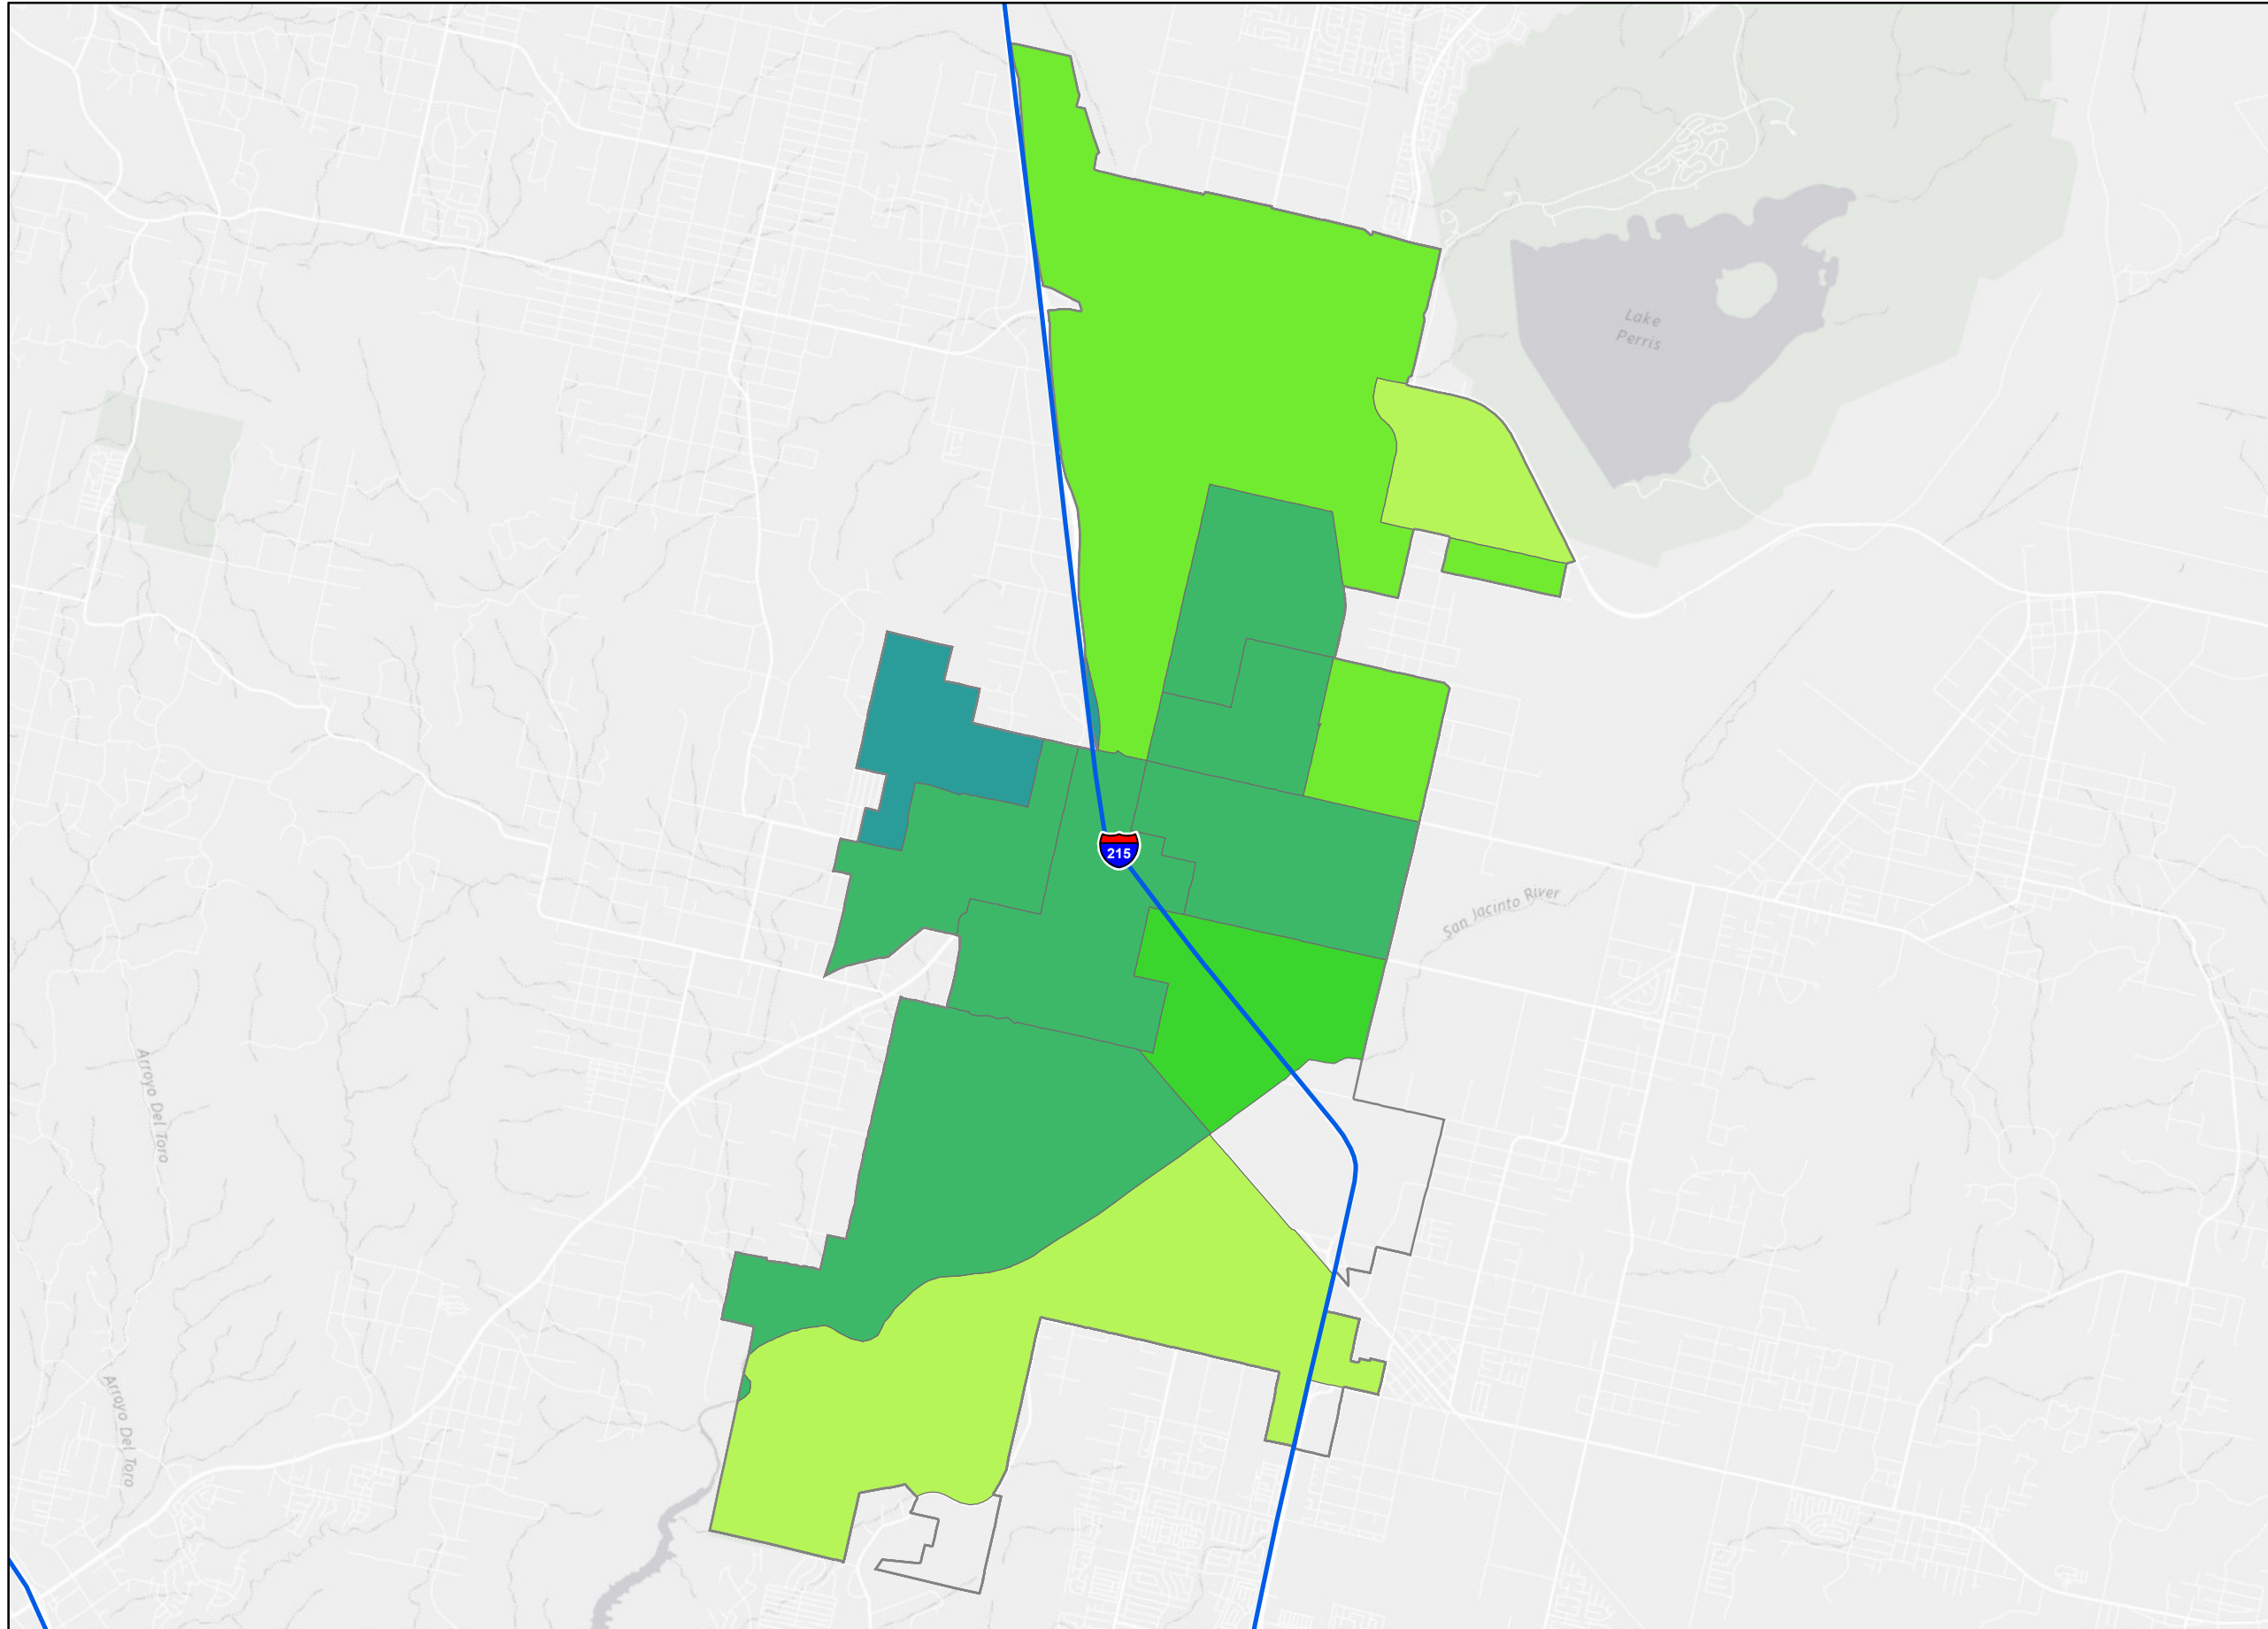 Lake
Perris
215
San Jacinto River
Arroyo Del Toro
Arroyo Del Toro